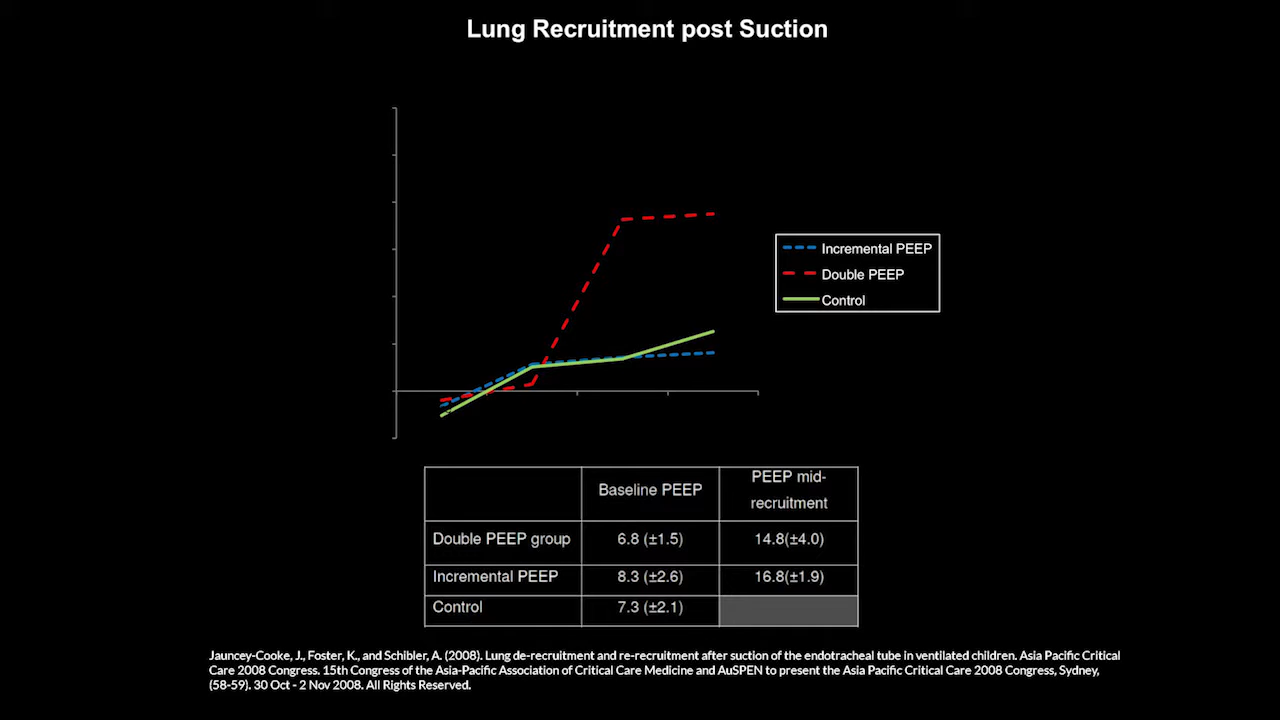 Lung Recruitment post Suction
Incremental PEEP
Double PEEP
Control
Baseline PEEP
PEEP mid-
recruitment
Double PEEP group
6.8 (±1.5)
14.8(±4.0)
Incremental PEEP
8.3 (±2.6)
16.8(±1.9)
Control
7.3 (±2.1)
Jauncey-Cooke, J., Foster, K., and Schibler, A. (2008). Lung de-recruitment and re-recruitment after suction of the endotracheal tube in ventilated children. Asia Pacific Critical
Care 2008 Congress. 15th Congress of the Asia-Pacific Association of Critical Care Medicine and AuSPEN to present the Asia Pacific Critical Care 2008 Congress, Sydney,
(58-59). 30 Oct - 2 Nov 2008. All Rights Reserved.